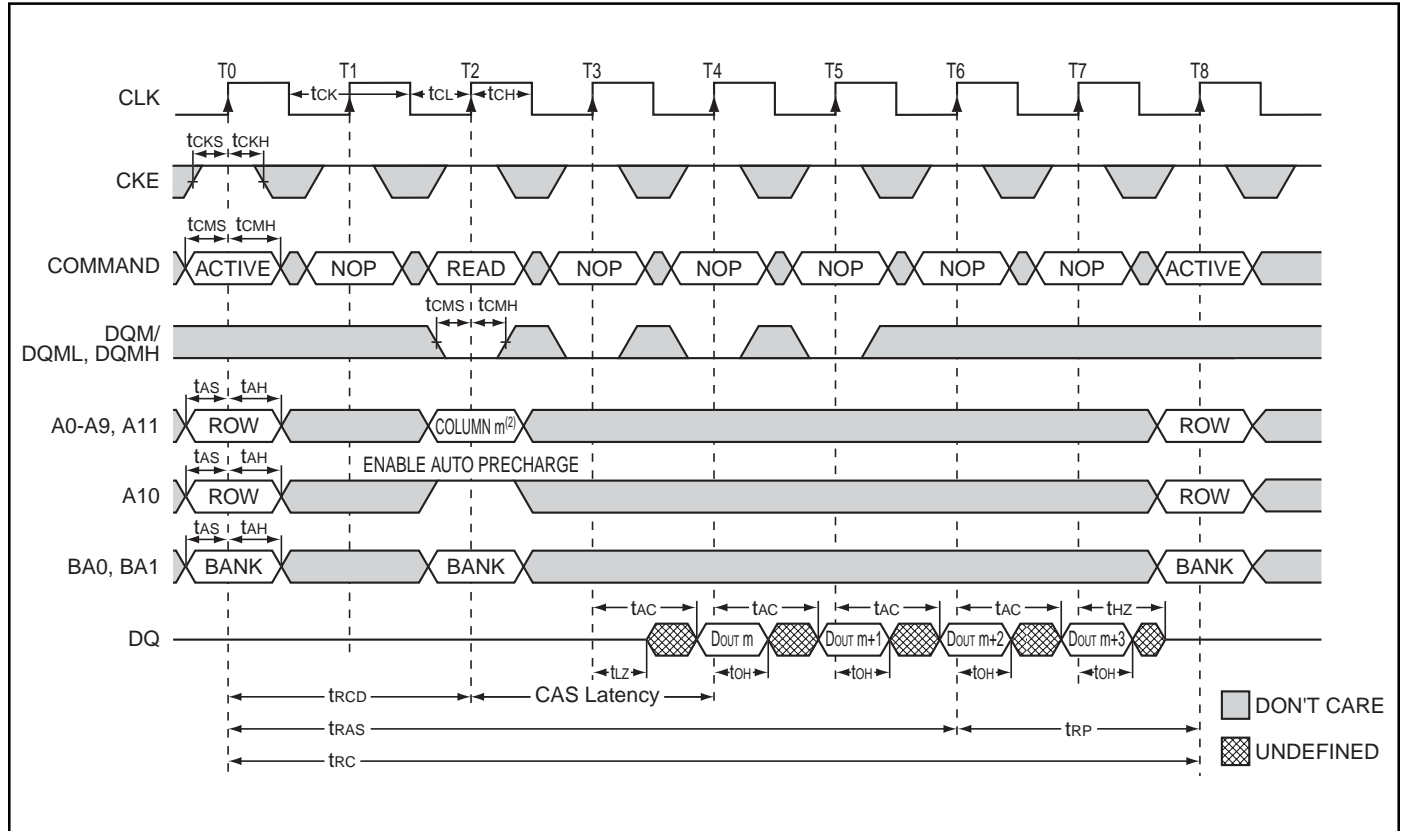 T0 T1 T2 T3 T4 T5 T6 T7 T8
CLK tCK tCL tCH
tCKS tCKH
CKE
tCMS tCMH
COMMAND ACTIVE NOP READ NOP NOP NOP NOP NOP ACTIVE
tCMS tCMH
DQM/
DQML, DQMH
tAS tAH
A0-A9, A11 ROW COLUMN m(2) ROW
tAS tAH ENABLE AUTO PRECHARGE
A10 ROW ROW
tAS tAH
BA0, BA1 BANK BANK BANK
tAC tAC tAC tAC tHZ
DQ DOUT m DOUT m+1 DOUT m+2 DOUT m+3
tLZ tOH tOH tOH tOH
tRCD CAS Latency
DON'T CARE
tRAS tRP
UNDEFINED
tRC